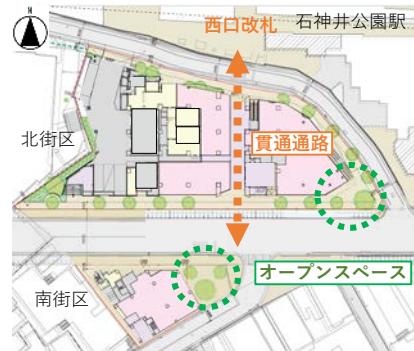 N
西口改札
石神井公園駅
北街区
貫通通路
オープンスペース
南街区